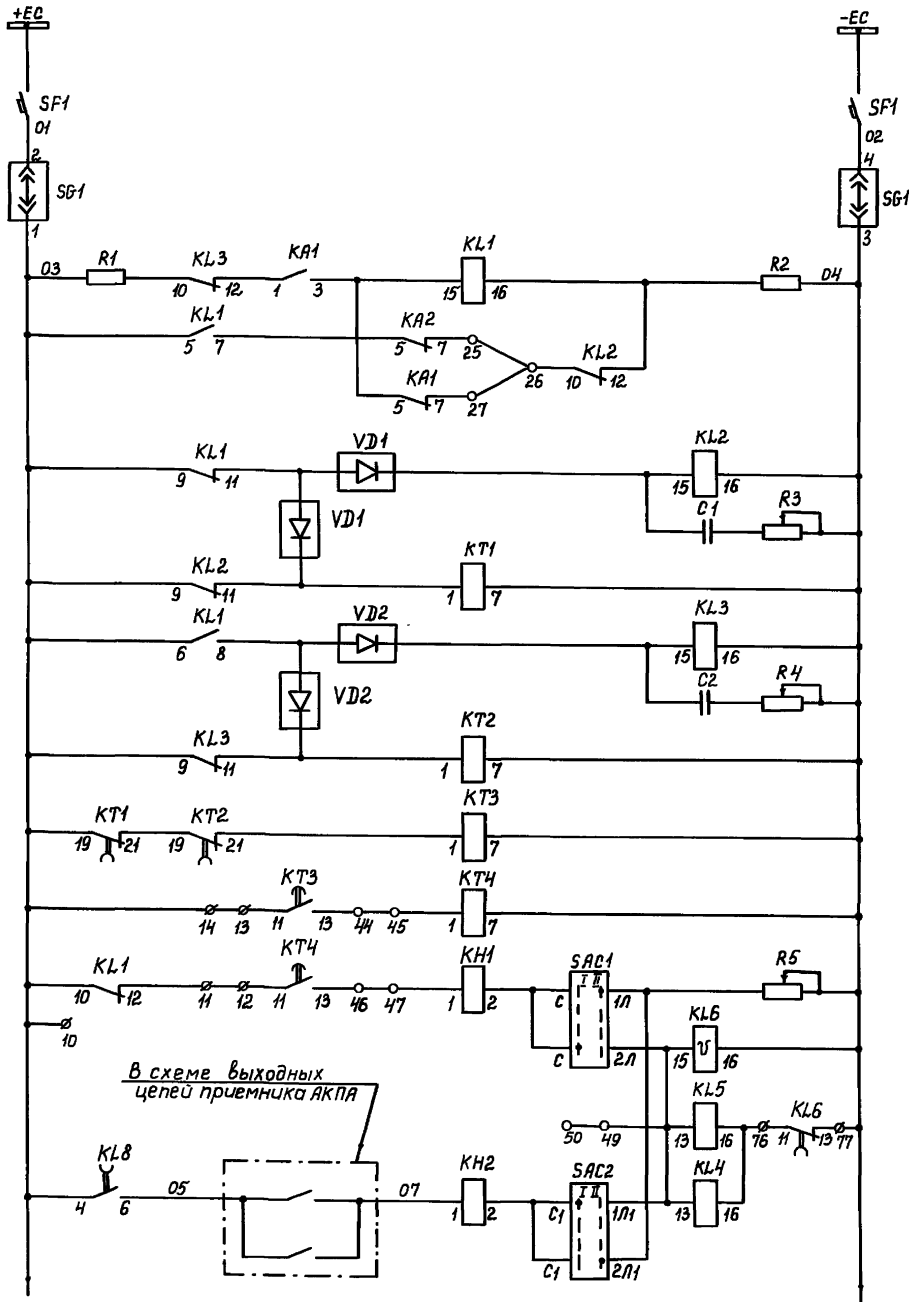 +EC
-EC
SF1
SF1
01
02
2
4
SG1
SG1
1
3
03
R1
KL3
KA1
KL1
R2
04
10
12
1
3
15
16
KL1
KA2
KL2
5
7
5
7
25
26
10
12
KA1
5
7
27
KL1
VD1
KL2
9
11
15
16
VD1
C1
R3
KL2
KT1
9
11
1
7
KL1
VD2
KL3
6
8
15
16
VD2
C2
R4
KL3
KT2
9
11
1
7
KT1
KT2
KT3
19
21
19
21
1
7
KT3
KT4
14
13
11
13
44
45
1
7
KL1
KT4
KH1
SAC1
R5
I II
10
12
11
12
11
13
46
47
1
2
C
1Л
KL6
10
C
2Л
15
U
16
В схеме выходных
цепей приемника АКПА
KL5
KL6
50
49
13
16
76
11
13
77
KL8
05
07
KH2
SAC2
KL4
I II
4
6
1
2
C1
1Л1
13
16
C1
2Л1